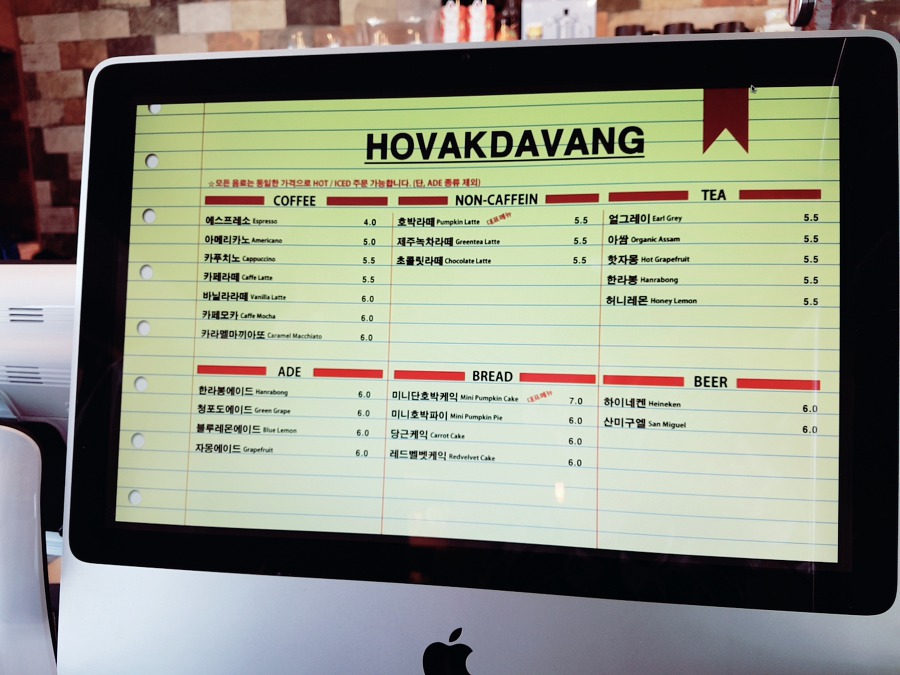 HOVAKDAVANG
☆모든 음료는 동일한 가격으로 HOT / ICED 주문 가능합니다. (단, ADE 종류 제외)
COFFEE
에스프레소 Espresso 4.0
아메리카노 Americano 5.0
카푸치노 Cappuccino 5.5
카페라떼 Caffe Latte 5.5
바닐라라떼 Vanilla Latte 6.0
카페모카 Caffe Mocha 6.0
카라멜마끼아또 Caramel Macchiato 6.0
NON-CAFFEIN
호박라떼 Pumpkin Latte 대표메뉴 5.5
제주녹차라떼 Greentea Latte 5.5
초콜릿라떼 Chocolate Latte 5.5
TEA
얼그레이 Earl Grey 5.5
아쌈 Organic Assam 5.5
핫자몽 Hot Grapefruit 5.5
한라봉 Hanrabong 5.5
허니레몬 Honey Lemon 5.5
ADE
한라봉에이드 Hanrabong 6.0
청포도에이드 Green Grape 6.0
블루레몬에이드 Blue Lemon 6.0
자몽에이드 Grapefruit 6.0
BREAD
미니단호박케익 Mini Pumpkin Cake 대표메뉴 7.0
미니호박파이 Mini Pumpkin Pie 6.0
당근케익 Carrot Cake 6.0
레드벨벳케익 Redvelvet Cake 6.0
BEER
하이네켄 Heineken 6.0
산미구엘 San Miguel 6.0